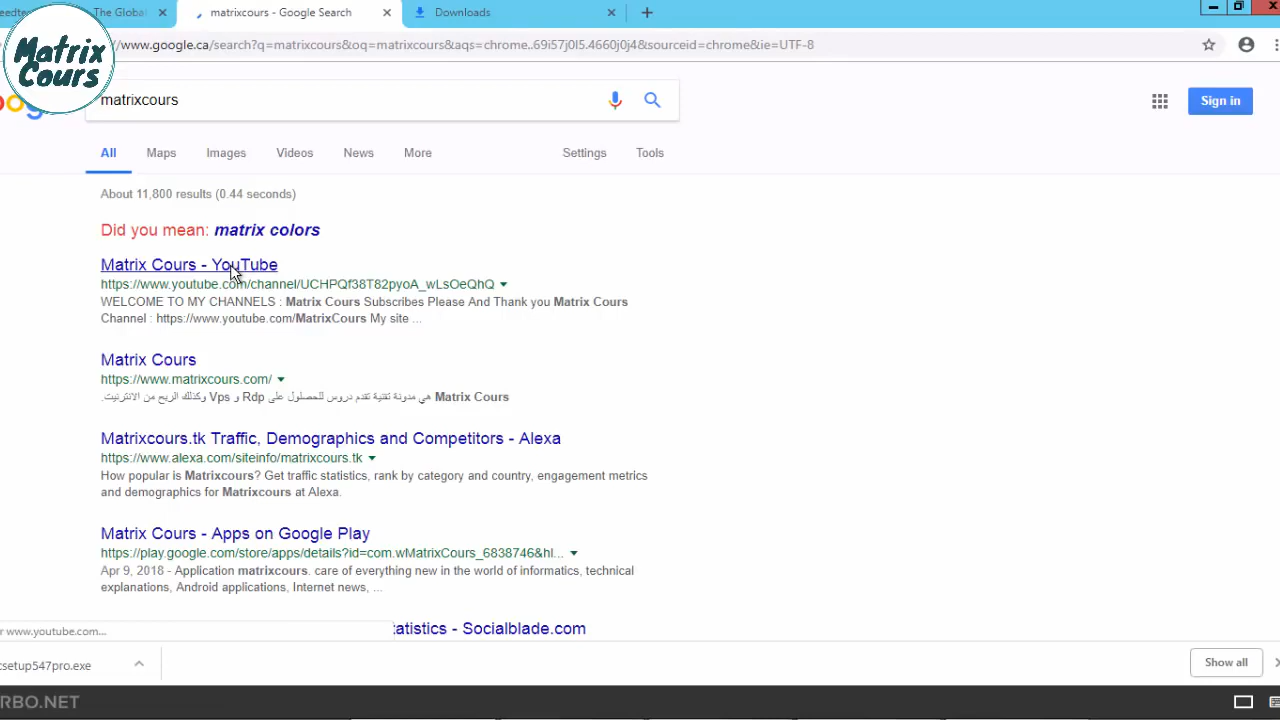 The Global
matrixcours - Google Search
Downloads
Matrix Cours
//www.google.ca/search?q=matrixcours&oq=matrixcours&aqs=chrome..69i57j0l5.4660j0j4&sourceid=chrome&ie=UTF-8
matrixcours
Sign in
All Maps Images Videos News More Settings Tools
About 11,800 results (0.44 seconds)
Did you mean: matrix colors
Matrix Cours - YouTube
https://www.youtube.com/channel/UCHPQf38T82pyoA_wLsOeQhQ
WELCOME TO MY CHANNELS : Matrix Cours Subscribes Please And Thank you Matrix Cours
Channel : https://www.youtube.com/MatrixCours My site ...
Matrix Cours
https://www.matrixcours.com/
Matrix Cours هي مدونة تقنية تقدم دروس للحصلول على Rdp و Vps وكذلك الربح من الانترنيت.
Matrixcours.tk Traffic, Demographics and Competitors - Alexa
https://www.alexa.com/siteinfo/matrixcours.tk
How popular is Matrixcours? Get traffic statistics, rank by category and country, engagement metrics
and demographics for Matrixcours at Alexa.
Matrix Cours - Apps on Google Play
https://play.google.com/store/apps/details?id=com.wMatrixCours_6838746&hl...
Apr 9, 2018 - Application matrixcours. care of everything new in the world of informatics, technical
explanations, Android applications, Internet news, ...
tatistics - Socialblade.com
r www.youtube.com...
csetup547pro.exe
Show all
RBO.NET